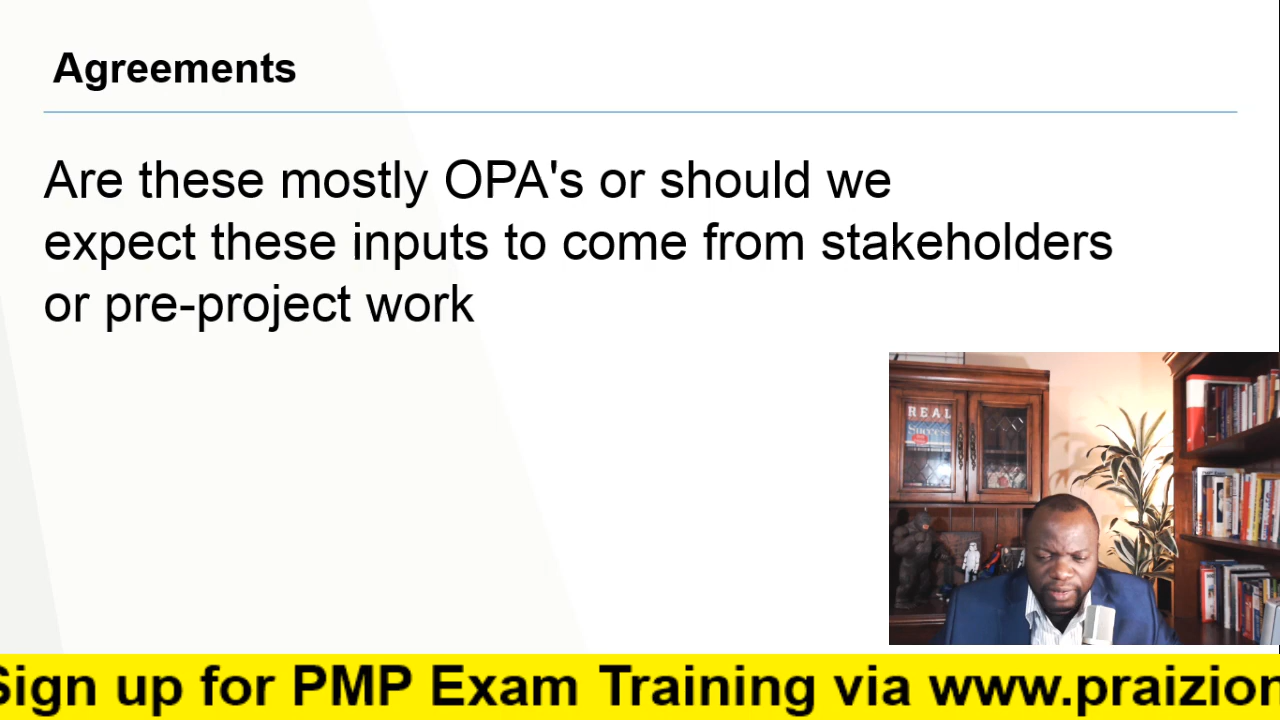 Agreements
Are these mostly OPA's or should we
expect these inputs to come from stakeholders
or pre-project work
REAL
Success
Sign up for PMP Exam Training via www.praizion